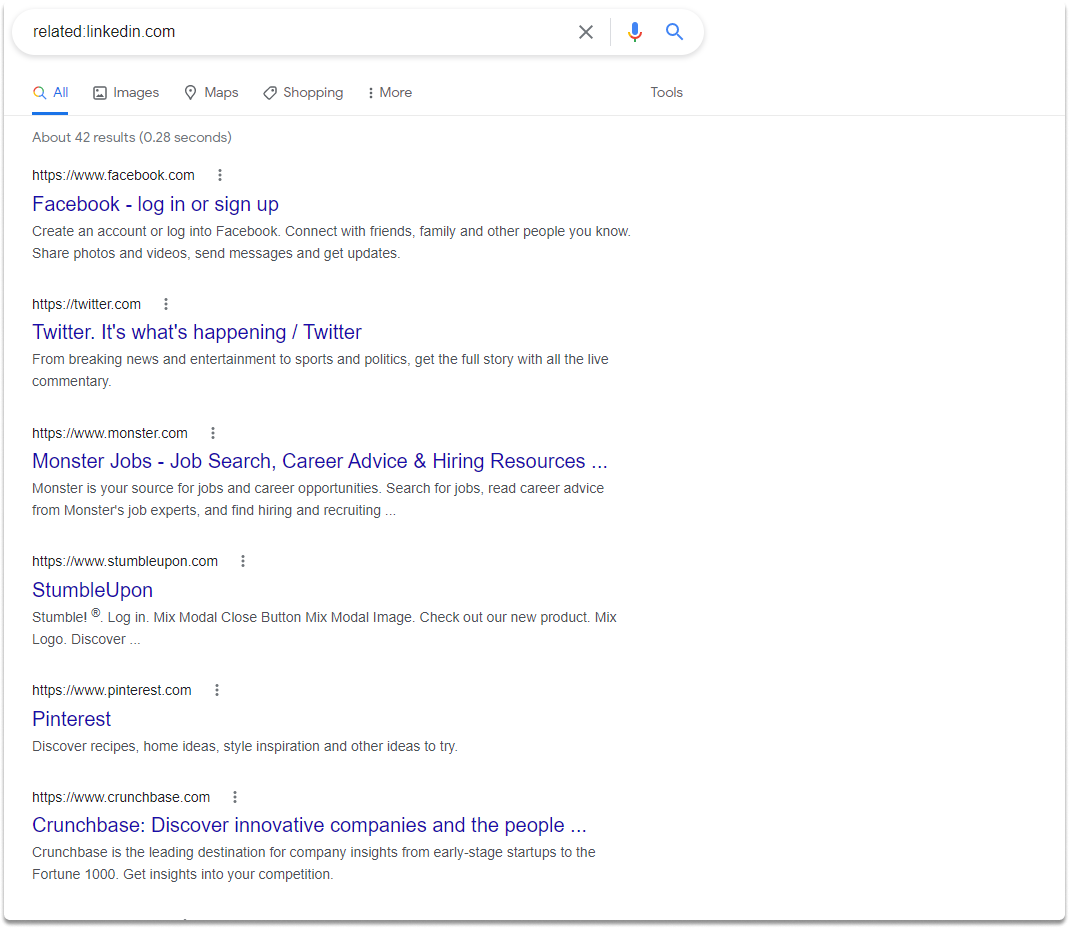 related:linkedin.com
All Images Maps Shopping More Tools
About 42 results (0.28 seconds)
https://www.facebook.com
Facebook - log in or sign up
Create an account or log into Facebook. Connect with friends, family and other people you know.
Share photos and videos, send messages and get updates.
https://twitter.com
Twitter. It's what's happening / Twitter
From breaking news and entertainment to sports and politics, get the full story with all the live
commentary.
https://www.monster.com
Monster Jobs - Job Search, Career Advice & Hiring Resources ...
Monster is your source for jobs and career opportunities. Search for jobs, read career advice
from Monster's job experts, and find hiring and recruiting ...
https://www.stumbleupon.com
StumbleUpon
Stumble! ®. Log in. Mix Modal Close Button Mix Modal Image. Check out our new product. Mix
Logo. Discover ...
https://www.pinterest.com
Pinterest
Discover recipes, home ideas, style inspiration and other ideas to try.
https://www.crunchbase.com
Crunchbase: Discover innovative companies and the people ...
Crunchbase is the leading destination for company insights from early-stage startups to the
Fortune 1000. Get insights into your competition.